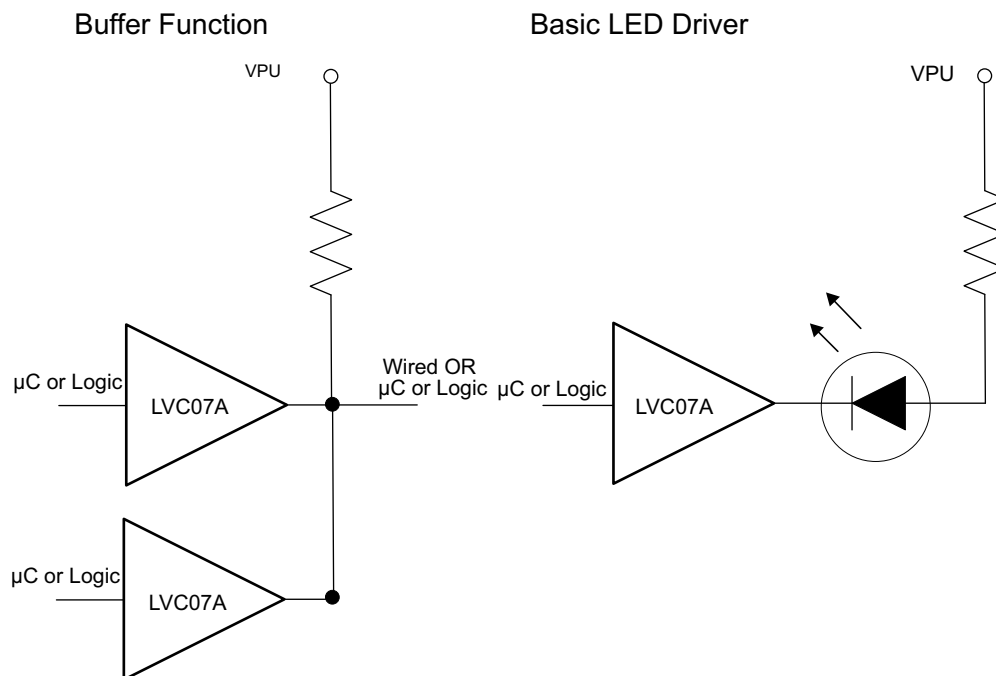 Buffer Function
VPU
µC or Logic
LVC07A
Wired OR
µC or Logic
µC or Logic
LVC07A
Basic LED Driver
VPU
µC or Logic
LVC07A